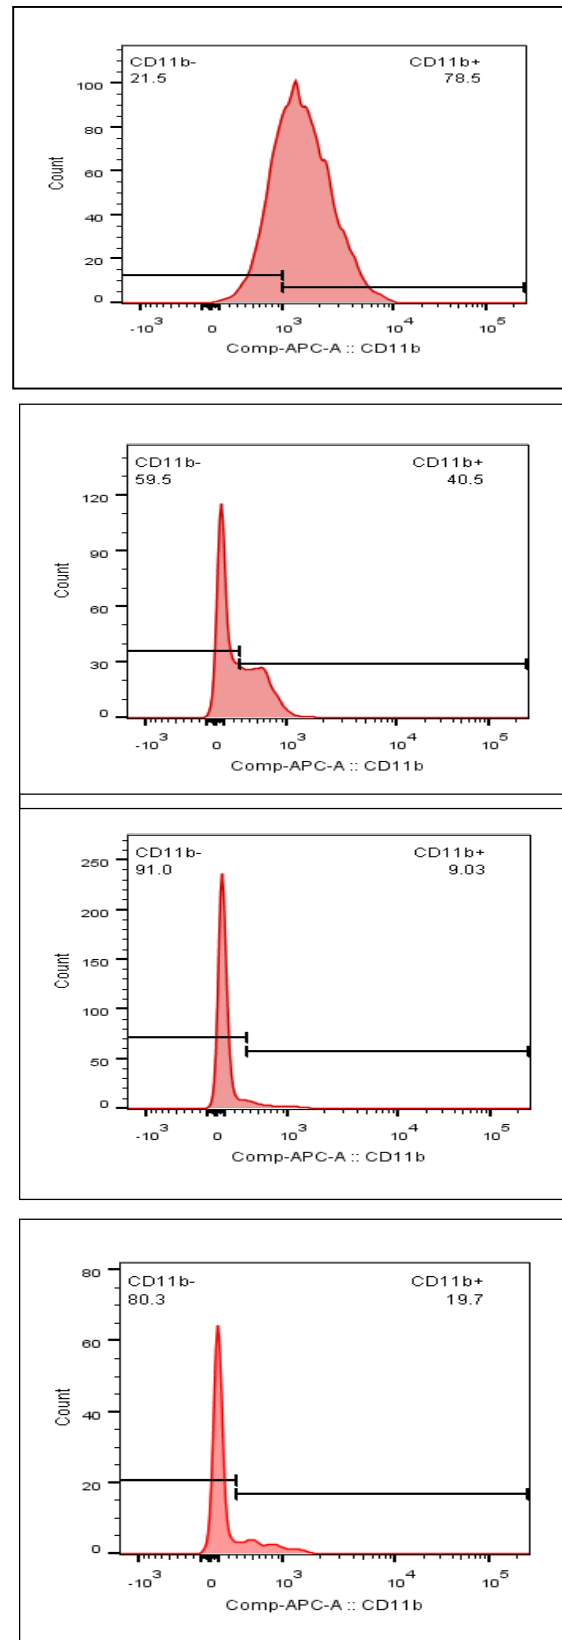 CD11b- CD11b+
21.5 78.5
100
80
60
40
20
0
Count
-10³ 0 10³ 10⁴ 10⁵
Comp-APC-A :: CD11b
CD11b- CD11b+
59.5 40.5
120
90
60
30
0
Count
-10³ 0 10³ 10⁴ 10⁵
Comp-APC-A :: CD11b
CD11b- CD11b+
91.0 9.03
250
200
150
100
50
0
Count
-10³ 0 10³ 10⁴ 10⁵
Comp-APC-A :: CD11b
CD11b- CD11b+
80.3 19.7
80
60
40
20
0
Count
-10³ 0 10³ 10⁴ 10⁵
Comp-APC-A :: CD11b